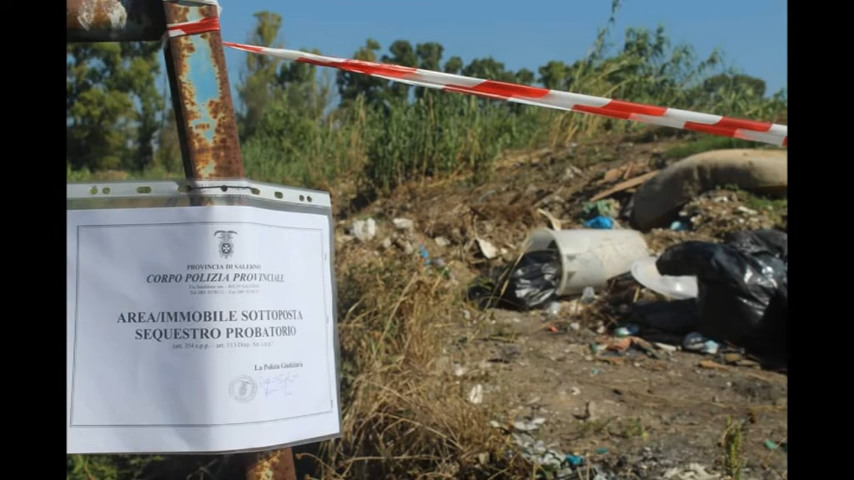 PROVINCIA DI SALERNO
CORPO POLIZIA PROVINCIALE
AREA/IMMOBILE SOTTOPOSTA
SEQUESTRO PROBATORIO
La Polizia Giudiziaria